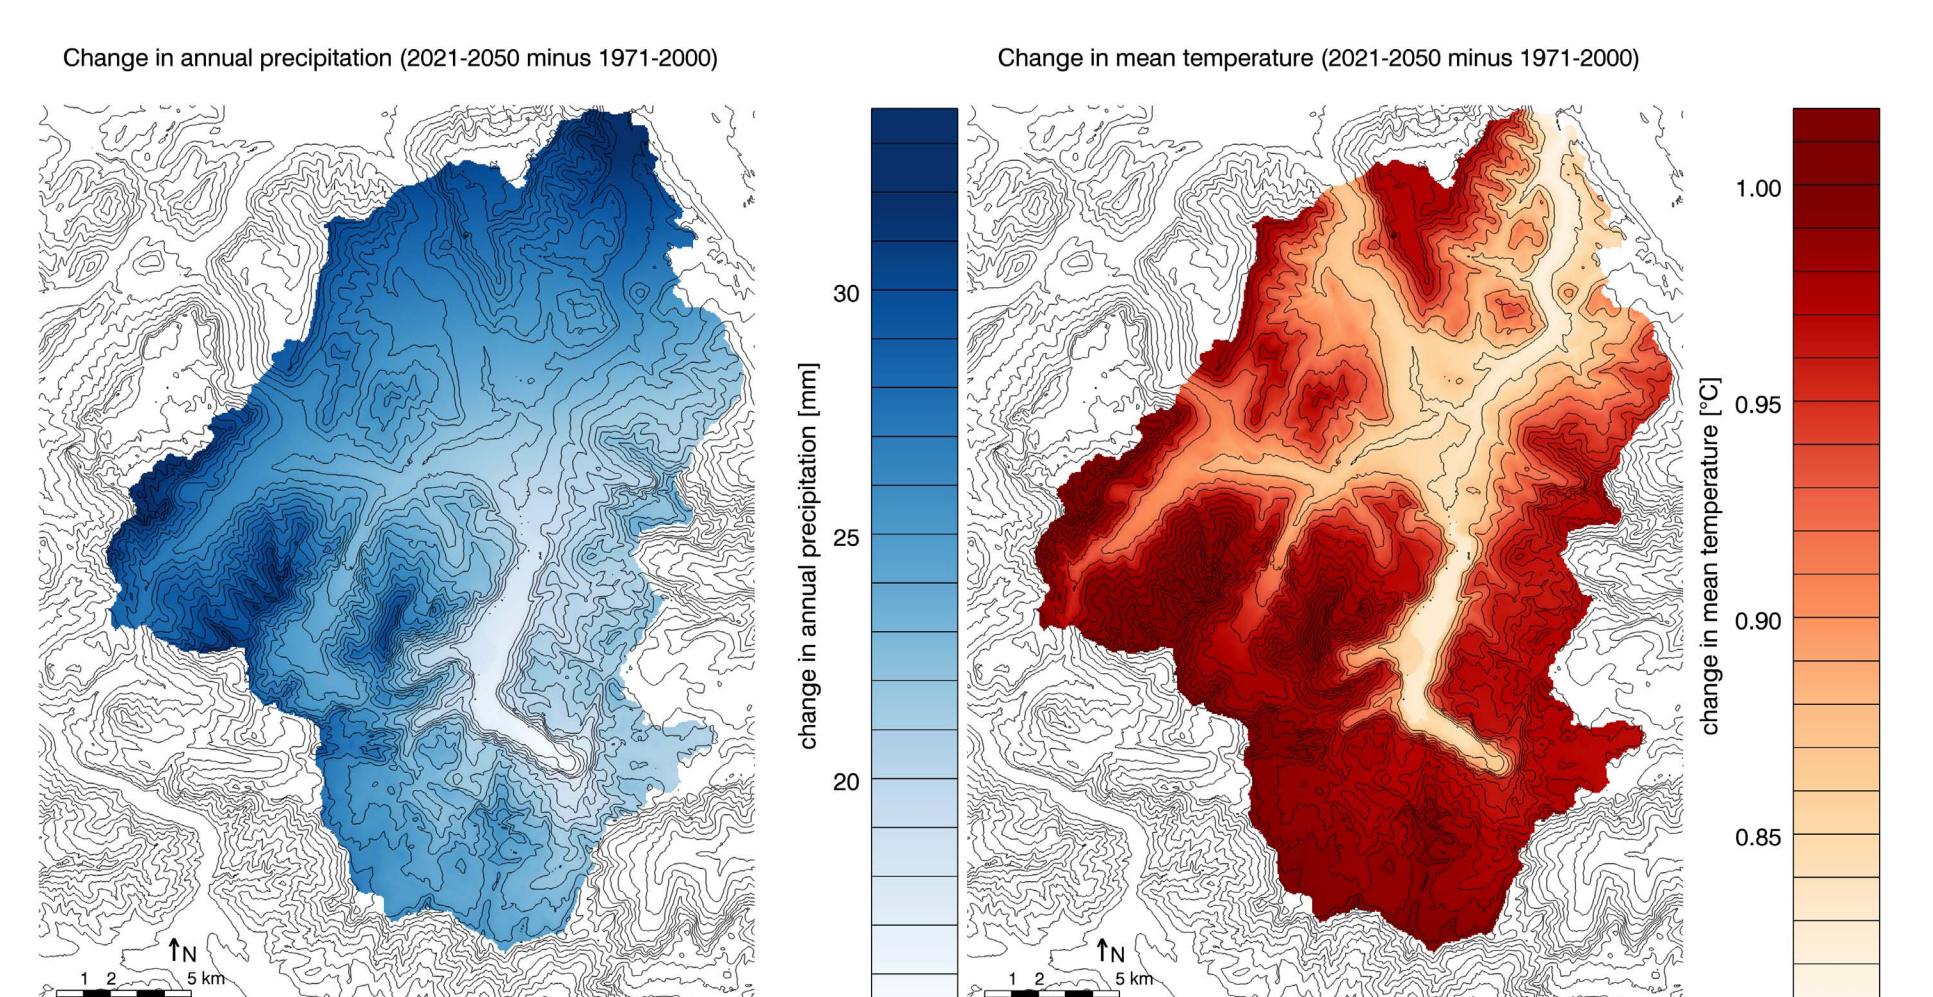 Change in annual precipitation (2021-2050 minus 1971-2000)
30
25
20
change in annual precipitation [mm]
N
1 2 5 km
Change in mean temperature (2021-2050 minus 1971-2000)
1.00
0.95
0.90
0.85
change in mean temperature [°C]
N
1 2 5 km